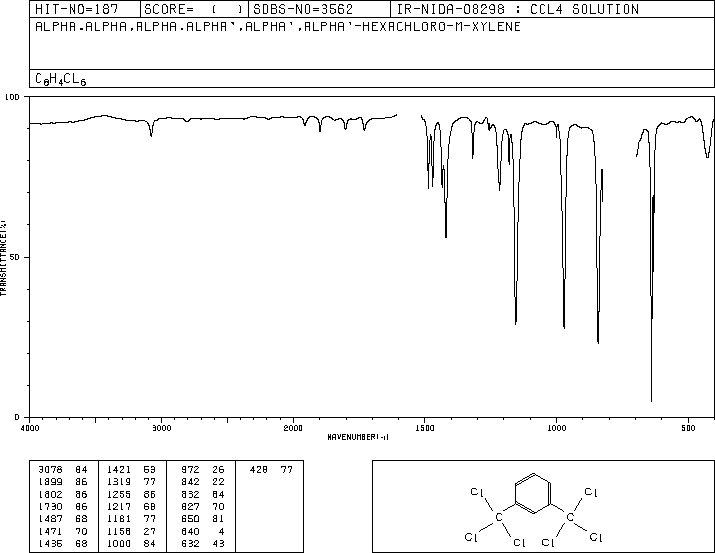 HIT-NO=187 SCORE= ( ) SDBS-NO=3562 IR-NIDA-08298 : CCL4 SOLUTION
ALPHA,ALPHA,ALPHA,ALPHA',ALPHA',ALPHA'-HEXACHLORO-M-XYLENE
C8H4CL6
100
TRANSMITTANCE(%)
50
0
4000 3000 2000 1500 1000 500
WAVENUMBER(-1)
3078 84 1421 53 972 26 428 77
1899 86 1319 77 842 22
1802 86 1255 86 832 64
1730 86 1217 68 827 70
1487 68 1181 77 650 81
1471 70 1158 27 640 4
1435 68 1000 84 632 43
Cl C Cl Cl
Cl C Cl Cl